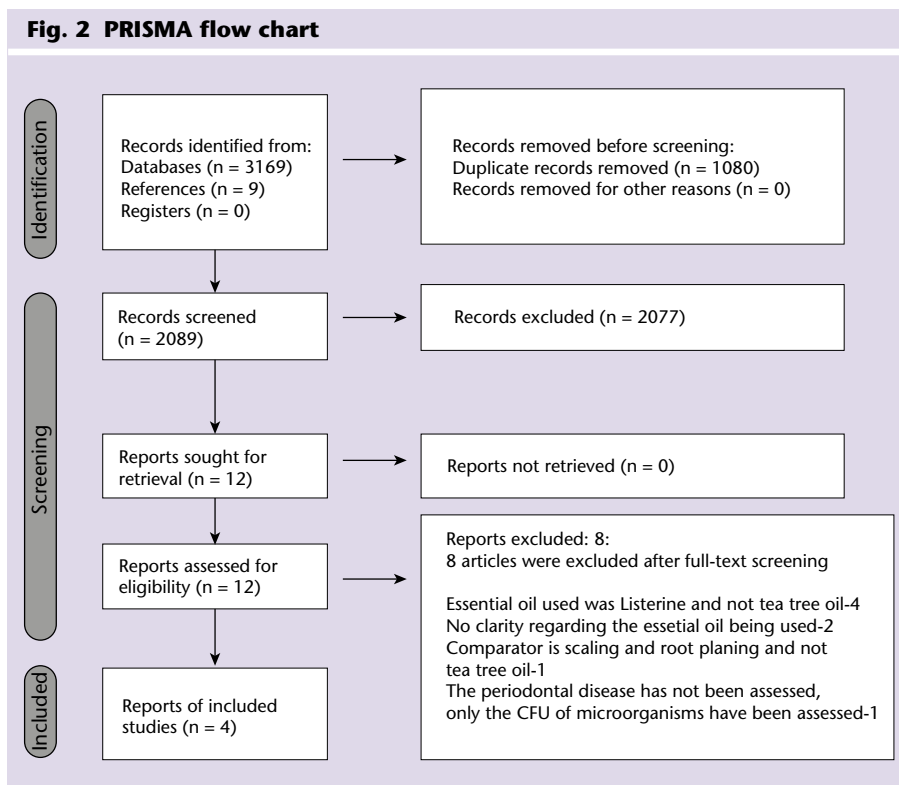 Fig. 2 PRISMA flow chart
Identification
Records identified from:
Databases (n = 3169)
References (n = 9)
Registers (n = 0)
Records removed before screening:
Duplicate records removed (n = 1080)
Records removed for other reasons (n = 0)
Screening
Records screened
(n = 2089)
Records excluded (n = 2077)
Reports sought for
retrieval (n = 12)
Reports not retrieved (n = 0)
Reports assessed for
eligibility (n = 12)
Reports excluded: 8:
8 articles were excluded after full-text screening
Essential oil used was Listerine and not tea tree oil-4
No clarity regarding the essetial oil being used-2
Comparator is scaling and root planing and not
tea tree oil-1
The periodontal disease has not been assessed,
only the CFU of microorganisms have been assessed-1
Included
Reports of included
studies (n = 4)